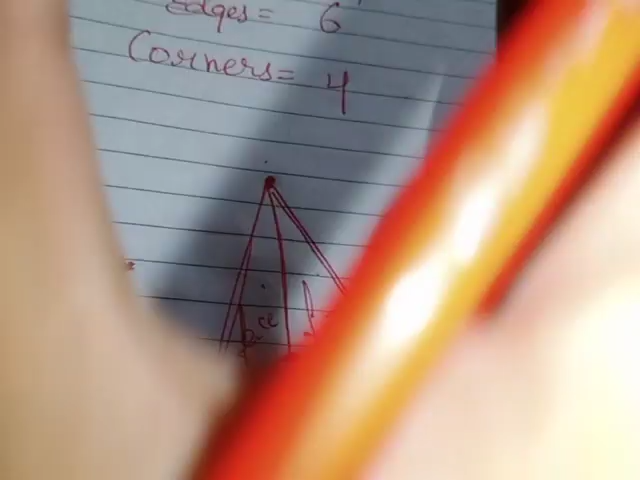 Edges = 6
Corners = 4